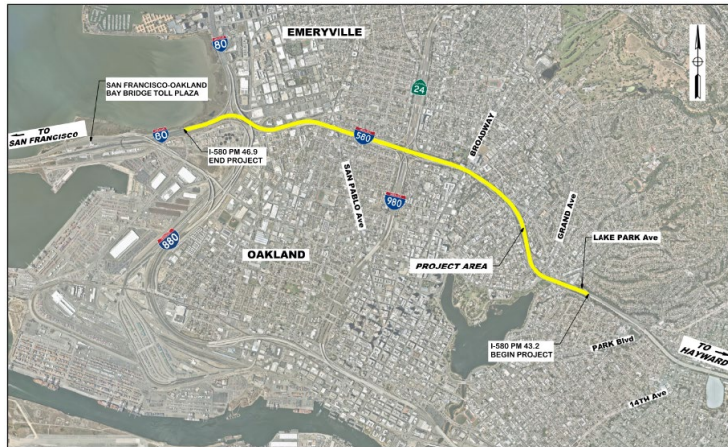 EMERYVILLE
80
SAN FRANCISCO-OAKLAND
BAY BRIDGE TOLL PLAZA
24
TO
SAN FRANCISCO
80
I-580 PM 46.9
END PROJECT
580
BROADWAY
SAN PABLO Ave
980
GRAND Ave
880
OAKLAND
PROJECT AREA
LAKE PARK Ave
I-580 PM 43.2
BEGIN PROJECT
PARK Blvd
TO
HAYWARD
14TH Ave